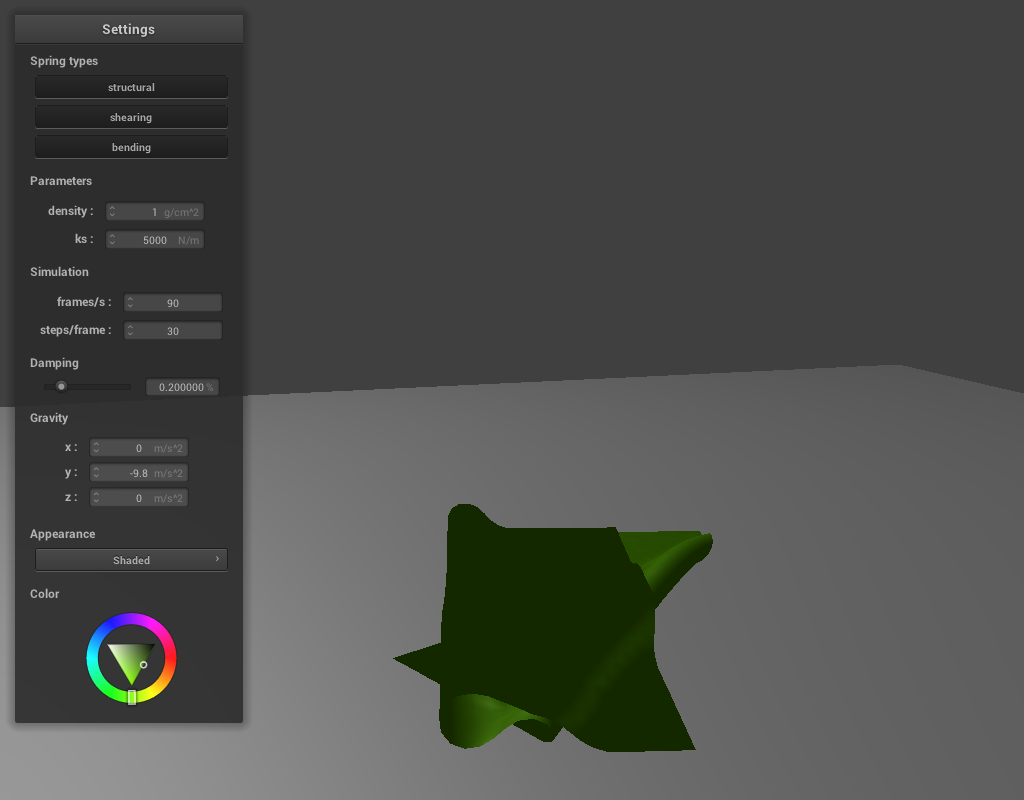 Settings
Spring types
structural
shearing
bending
Parameters
density : 1 g/cm^2
ks : 5000 N/m
Simulation
frames/s : 90
steps/frame : 30
Damping
0.200000 %
Gravity
x : 0 m/s^2
y : -9.8 m/s^2
z : 0 m/s^2
Appearance
Shaded
Color